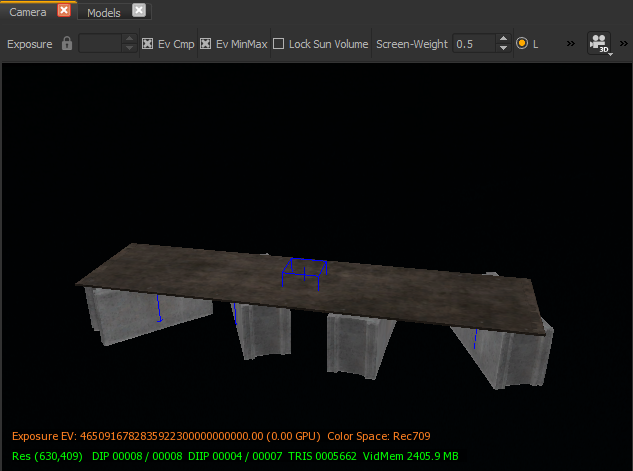 Camera Models
Exposure Ev Cmp Ev MinMax Lock Sun Volume Screen-Weight 0.5 L » 3D »
Exposure EV: 4650916782835922300000000000.00 (0.00 GPU) Color Space: Rec709
Res (630,409) DIP 00008 / 00008 DIIP 00004 / 00007 TRIS 0005662 VidMem 2405.9 MB